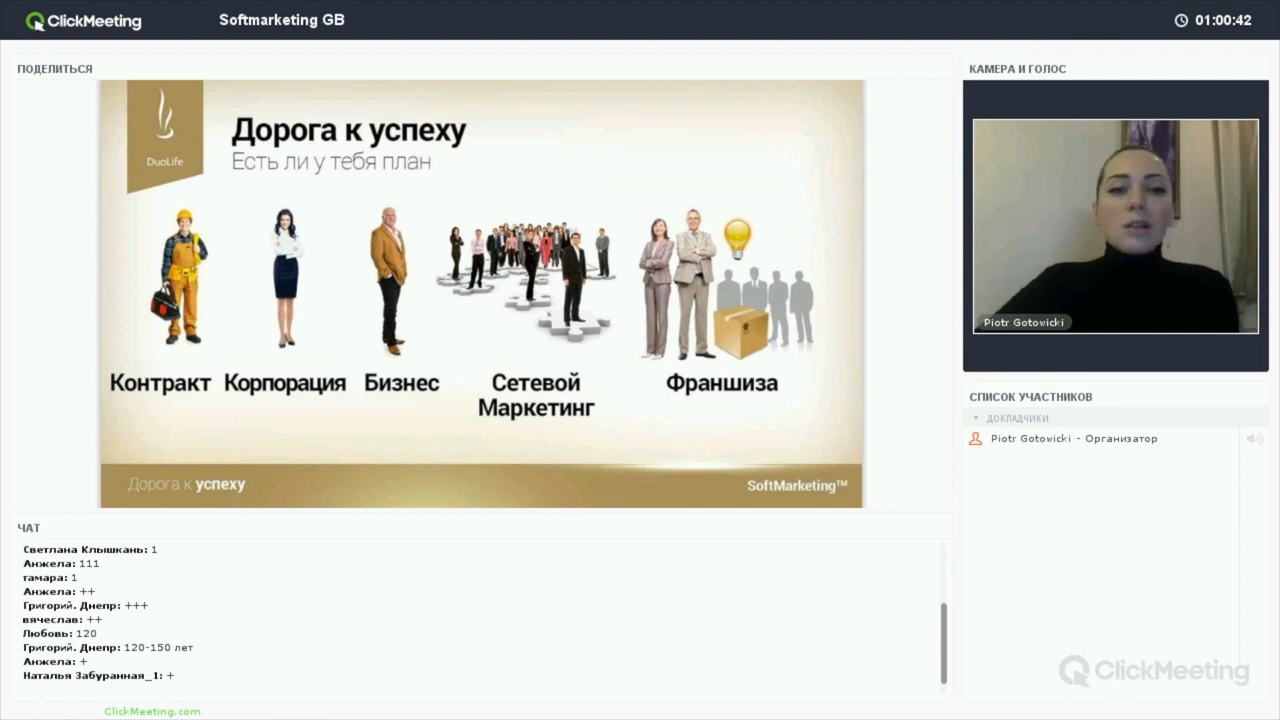 ClickMeeting
Softmarketing GB
01:00:42
ПОДЕЛИТЬСЯ
DuoLife
Дорога к успеху
Есть ли у тебя план
Контракт
Корпорация
Бизнес
Сетевой
Маркетинг
Франшиза
Дорога к успеху
SoftMarketing™
КАМЕРА И ГОЛОС
Piotr Gotowicki
СПИСОК УЧАСТНИКОВ
ДОКЛАДЧИКИ
Piotr Gotowicki - Организатор
ЧАТ
Светлана Клышкань: 1
Анжела: 111
тамара: 1
Анжела: ++
Григорий. Днепр: +++
вячеслав: ++
Любовь: 120
Григорий. Днепр: 120-150 лет
Анжела: +
Наталья Забуранная_1: +
ClickMeeting
ClickMeeting.com